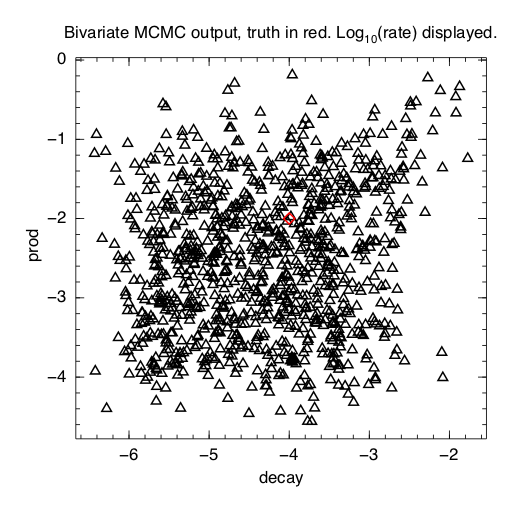 Bivariate MCMC output, truth in red. Log10(rate) displayed.
0
−1
−2
−3
−4
prod
−6 −5 −4 −3 −2
decay